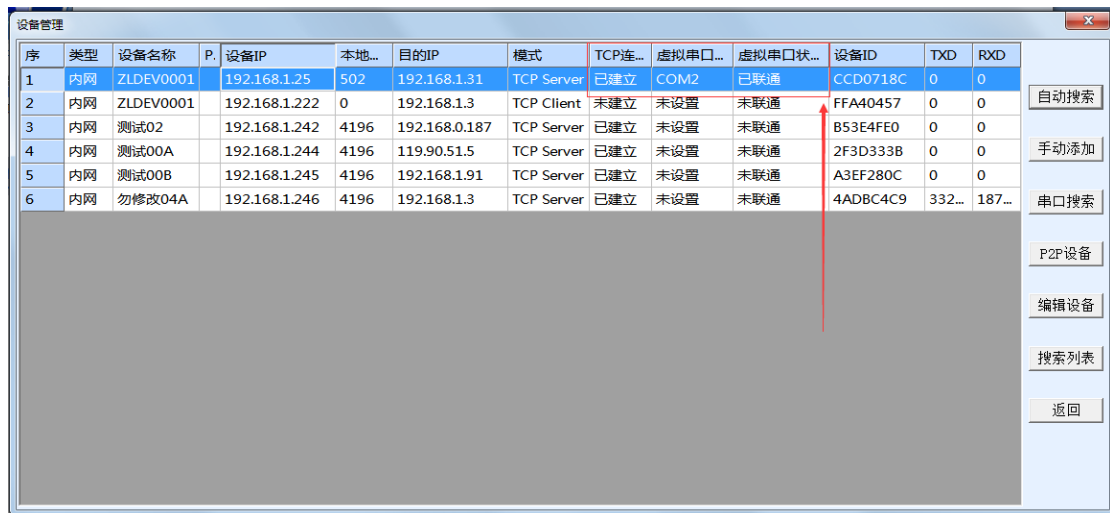 设备管理
序 类型 设备名称 P. 设备IP 本地... 目的IP 模式 TCP连... 虚拟串口... 虚拟串口状... 设备ID TXD RXD
1 内网 ZLDEV0001 192.168.1.25 502 192.168.1.31 TCP Server 已建立 COM2 已联通 CCD0718C 0 0
2 内网 ZLDEV0001 192.168.1.222 0 192.168.1.3 TCP Client 未建立 未设置 未联通 FFA40457 0 0
3 内网 测试02 192.168.1.242 4196 192.168.0.187 TCP Server 已建立 未设置 未联通 B53E4FE0 0 0
4 内网 测试00A 192.168.1.244 4196 119.90.51.5 TCP Server 已建立 未设置 未联通 2F3D333B 0 0
5 内网 测试00B 192.168.1.245 4196 192.168.1.91 TCP Server 已建立 未设置 未联通 A3EF280C 0 0
6 内网 勿修改04A 192.168.1.246 4196 192.168.1.3 TCP Server 已建立 未设置 未联通 4ADBC4C9 332... 187...
自动搜索
手动添加
串口搜索
P2P设备
编辑设备
搜索列表
返回